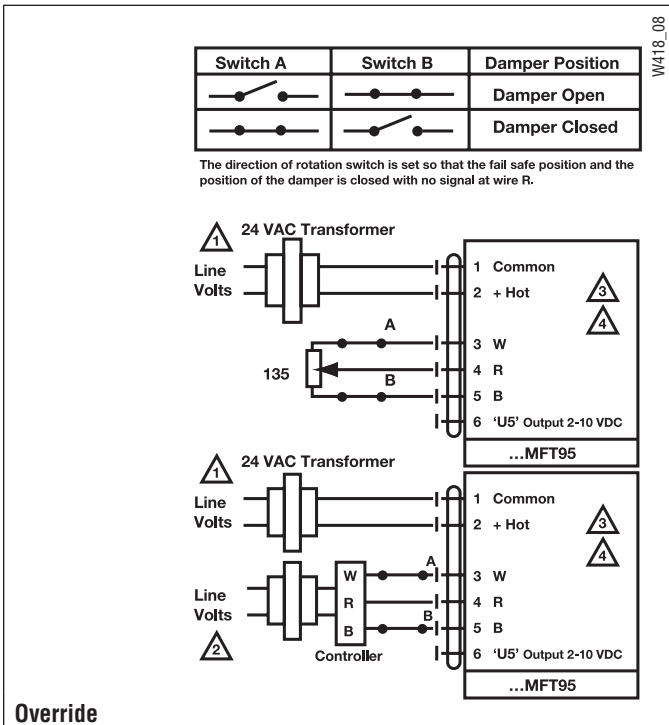 W418_08
Switch A Switch B Damper Position
Damper Open
Damper Closed
The direction of rotation switch is set so that the fail safe position and the
position of the damper is closed with no signal at wire R.
1 24 VAC Transformer
Line
Volts
1 Common
2 + Hot
3
4
A
3 W
135
4 R
B
5 B
6 'U5' Output 2-10 VDC
...MFT95
1 24 VAC Transformer
Line
Volts
1 Common
2 + Hot
3
4
Line
Volts
2
W
R
B
Controller
A
3 W
4 R
B
5 B
6 'U5' Output 2-10 VDC
...MFT95
Override